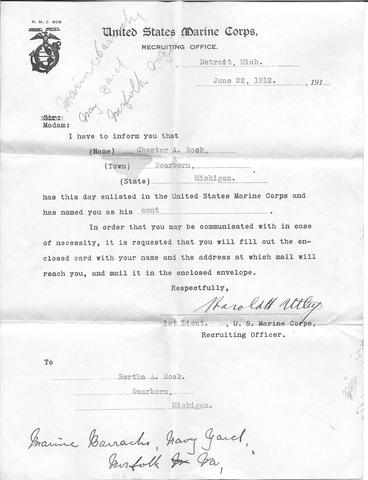 N. M. C 808
United States Marine Corps,
RECRUITING OFFICE.
Detroit, Mich.
June 22, 1912. 191
Marine Barracks
Navy Yard
Norfolk
Sir:
Madam:
I have to inform you that
(Name) Chester A. Bock,
(Town) Dearborn,
(State) Michigan.
has this day enlisted in the United States Marine Corps and
has named you as his aunt .
In order that you may be communicated with in case
of necessity, it is requested that you will fill out the en-
closed card with your name and the address at which mail will
reach you, and mail it in the enclosed envelope.
Respectfully,
Harold H Utley
1st Lieut. , U. S. Marine Corps,
Recruiting Officer.
To
Bertha A. Bock.
Dearborn,
Michigan.
Marine Barracks, Navy Yard,
Norfolk Va,